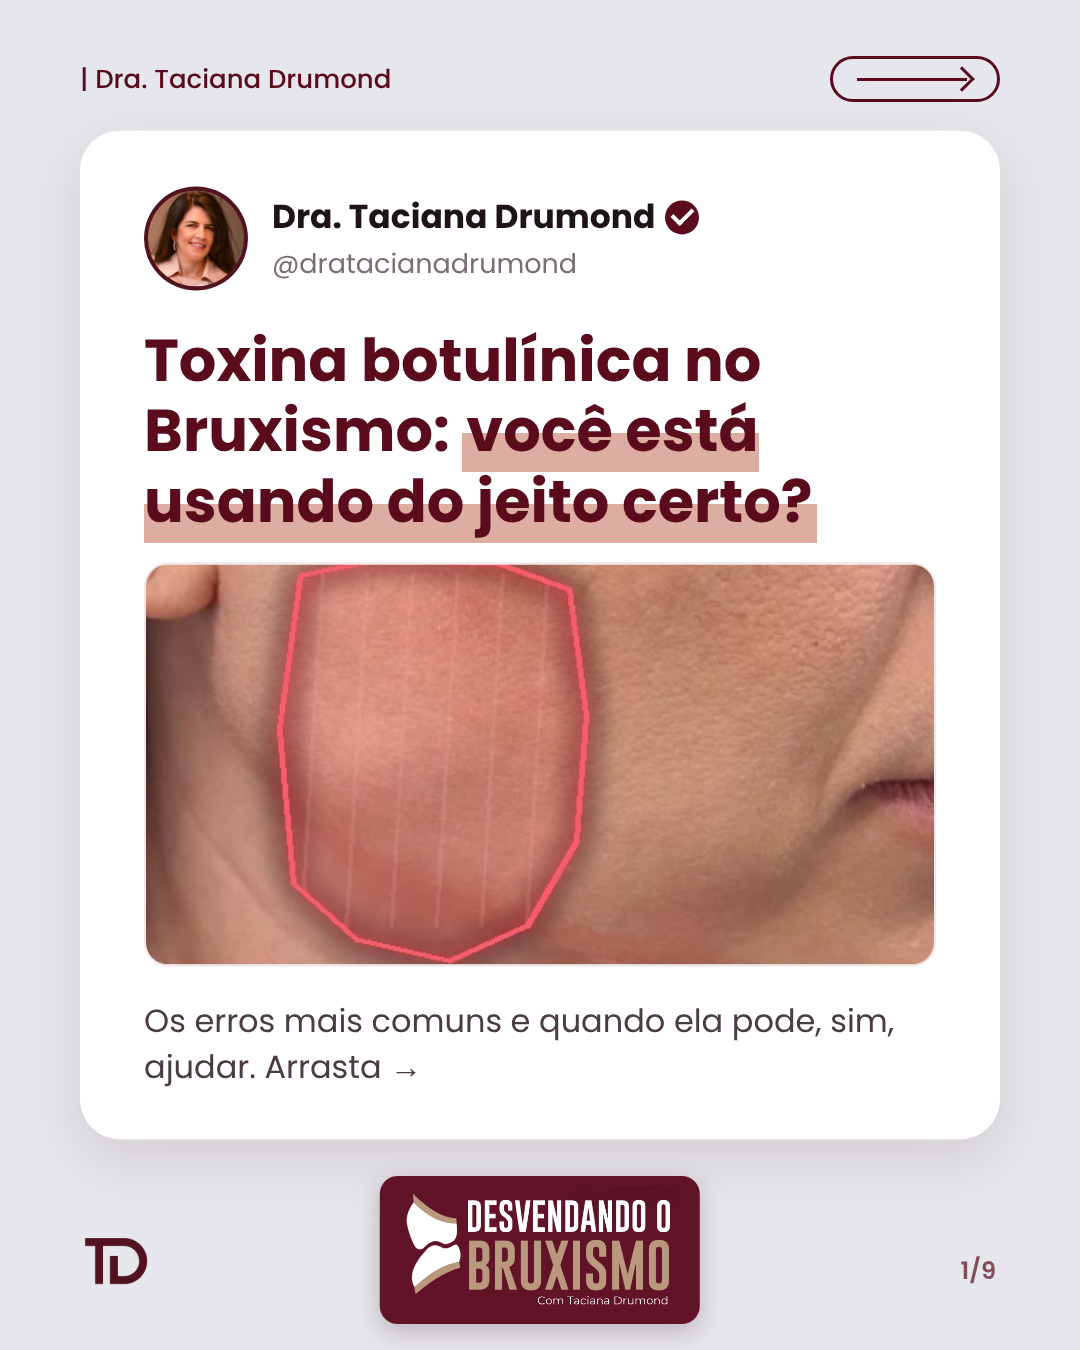 | Dra. Taciana Drumond
Dra. Taciana Drumond
@dratacianadrumond
Toxina botulínica no
Bruxismo: você está
usando do jeito certo?
Os erros mais comuns e quando ela pode, sim,
ajudar. Arrasta →
TD
DESVENDANDO O
BRUXISMO
Com Taciana Drumond
1/9